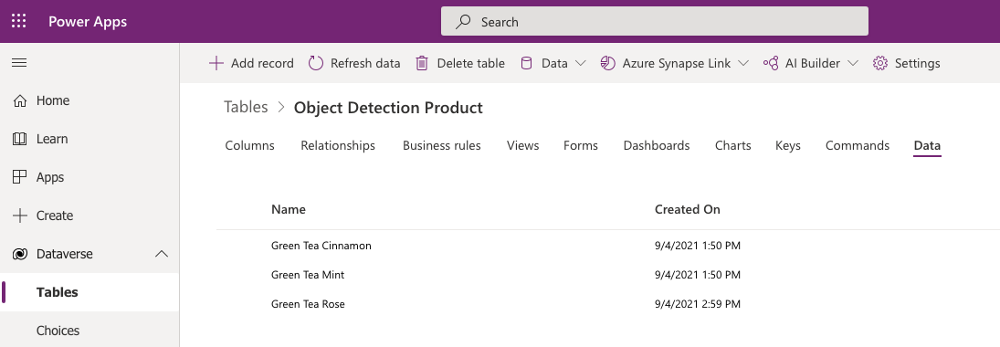 Power Apps
Search
Add record Refresh data Delete table Data Azure Synapse Link AI Builder Settings
Home
Learn
Apps
Create
Dataverse
Tables
Choices
Tables > Object Detection Product
Columns Relationships Business rules Views Forms Dashboards Charts Keys Commands Data
Name Created On
Green Tea Cinnamon 9/4/2021 1:50 PM
Green Tea Mint 9/4/2021 1:50 PM
Green Tea Rose 9/4/2021 2:59 PM